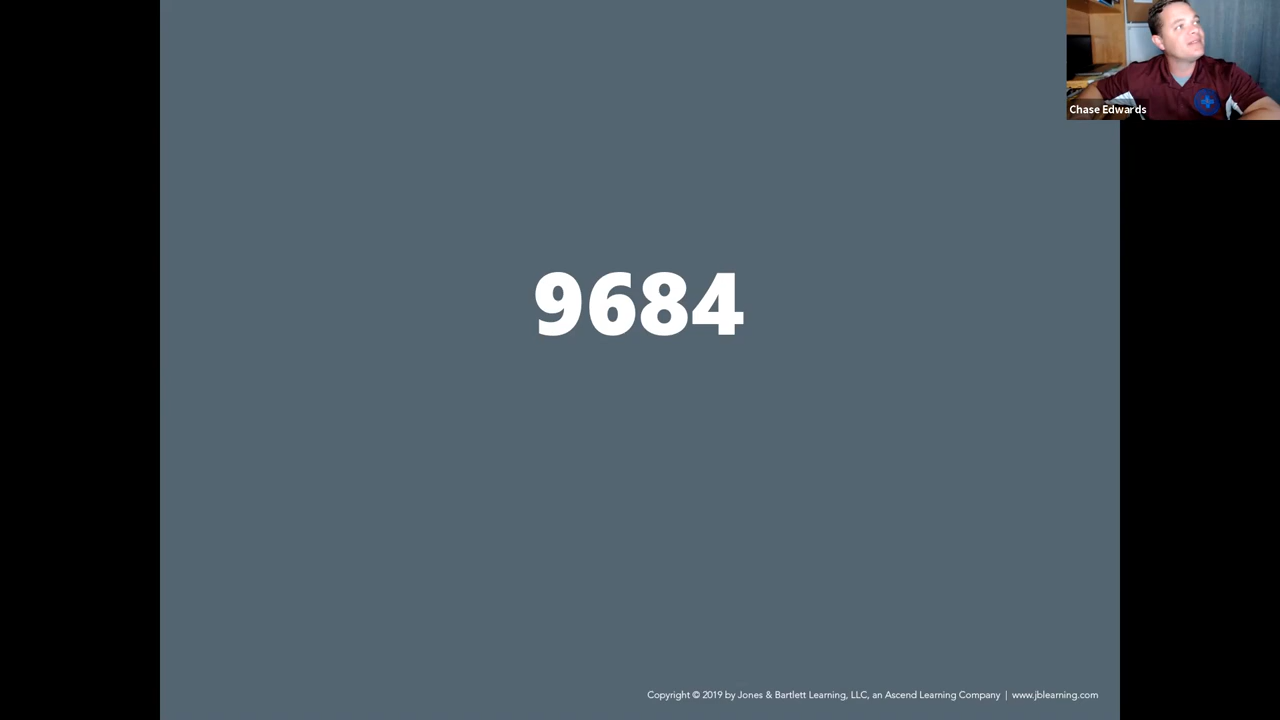 Chase Edwards
9684
Copyright © 2019 by Jones & Bartlett Learning, LLC, an Ascend Learning Company | www.jblearning.com